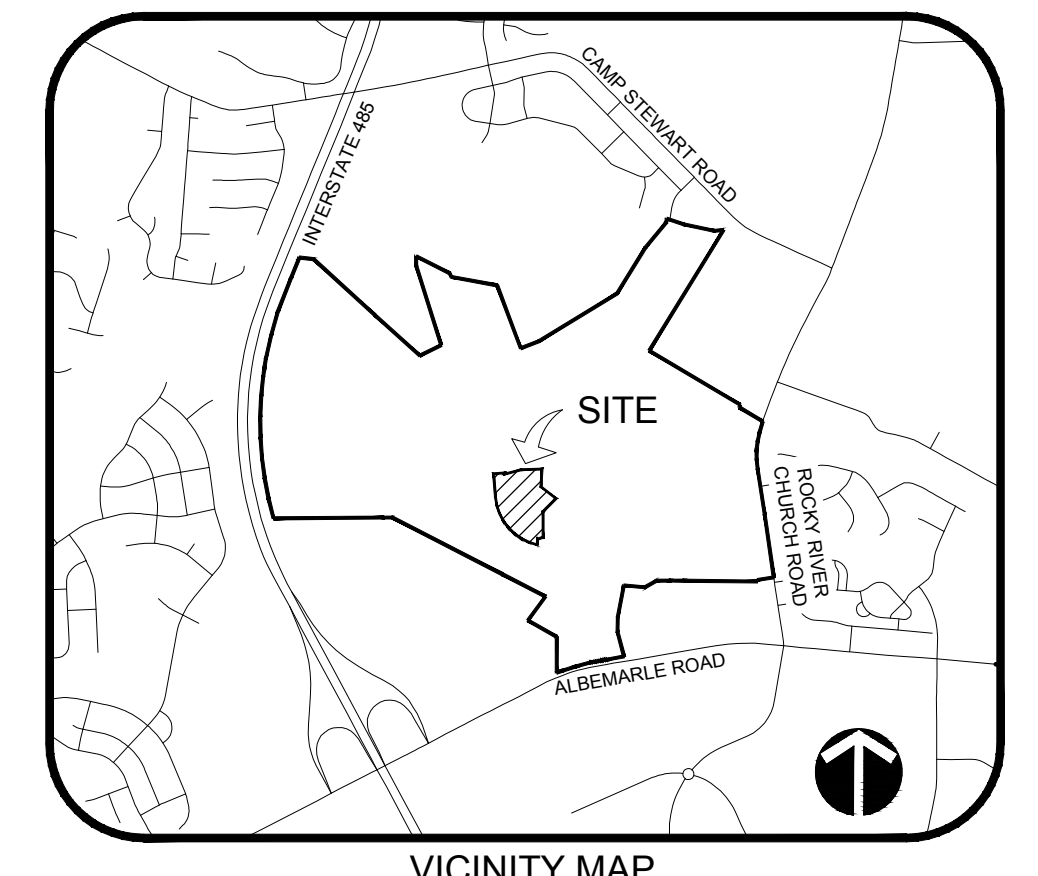 CAMP STEWART ROAD
INTERSTATE 485
SITE
ROCKY RIVER
CHURCH ROAD
ALBEMARLE ROAD
VICINITY MAP